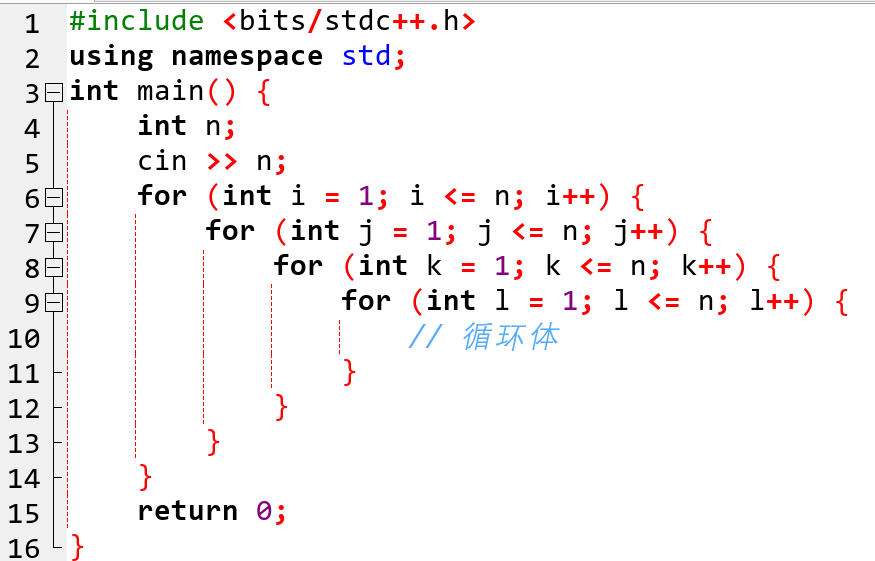 1 #include <bits/stdc++.h>
2 using namespace std;
3 int main() {
4 int n;
5 cin >> n;
6 for (int i = 1; i <= n; i++) {
7 for (int j = 1; j <= n; j++) {
8 for (int k = 1; k <= n; k++) {
9 for (int l = 1; l <= n; l++) {
10 // 循环体
11 }
12 }
13 }
14 }
15 return 0;
16 }